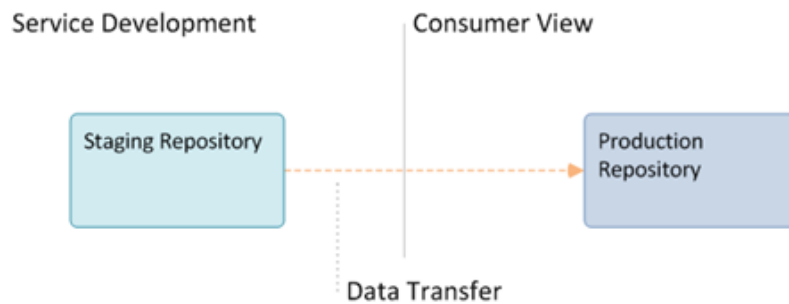 Service Development
Consumer View
Staging Repository
Production
Repository
Data Transfer